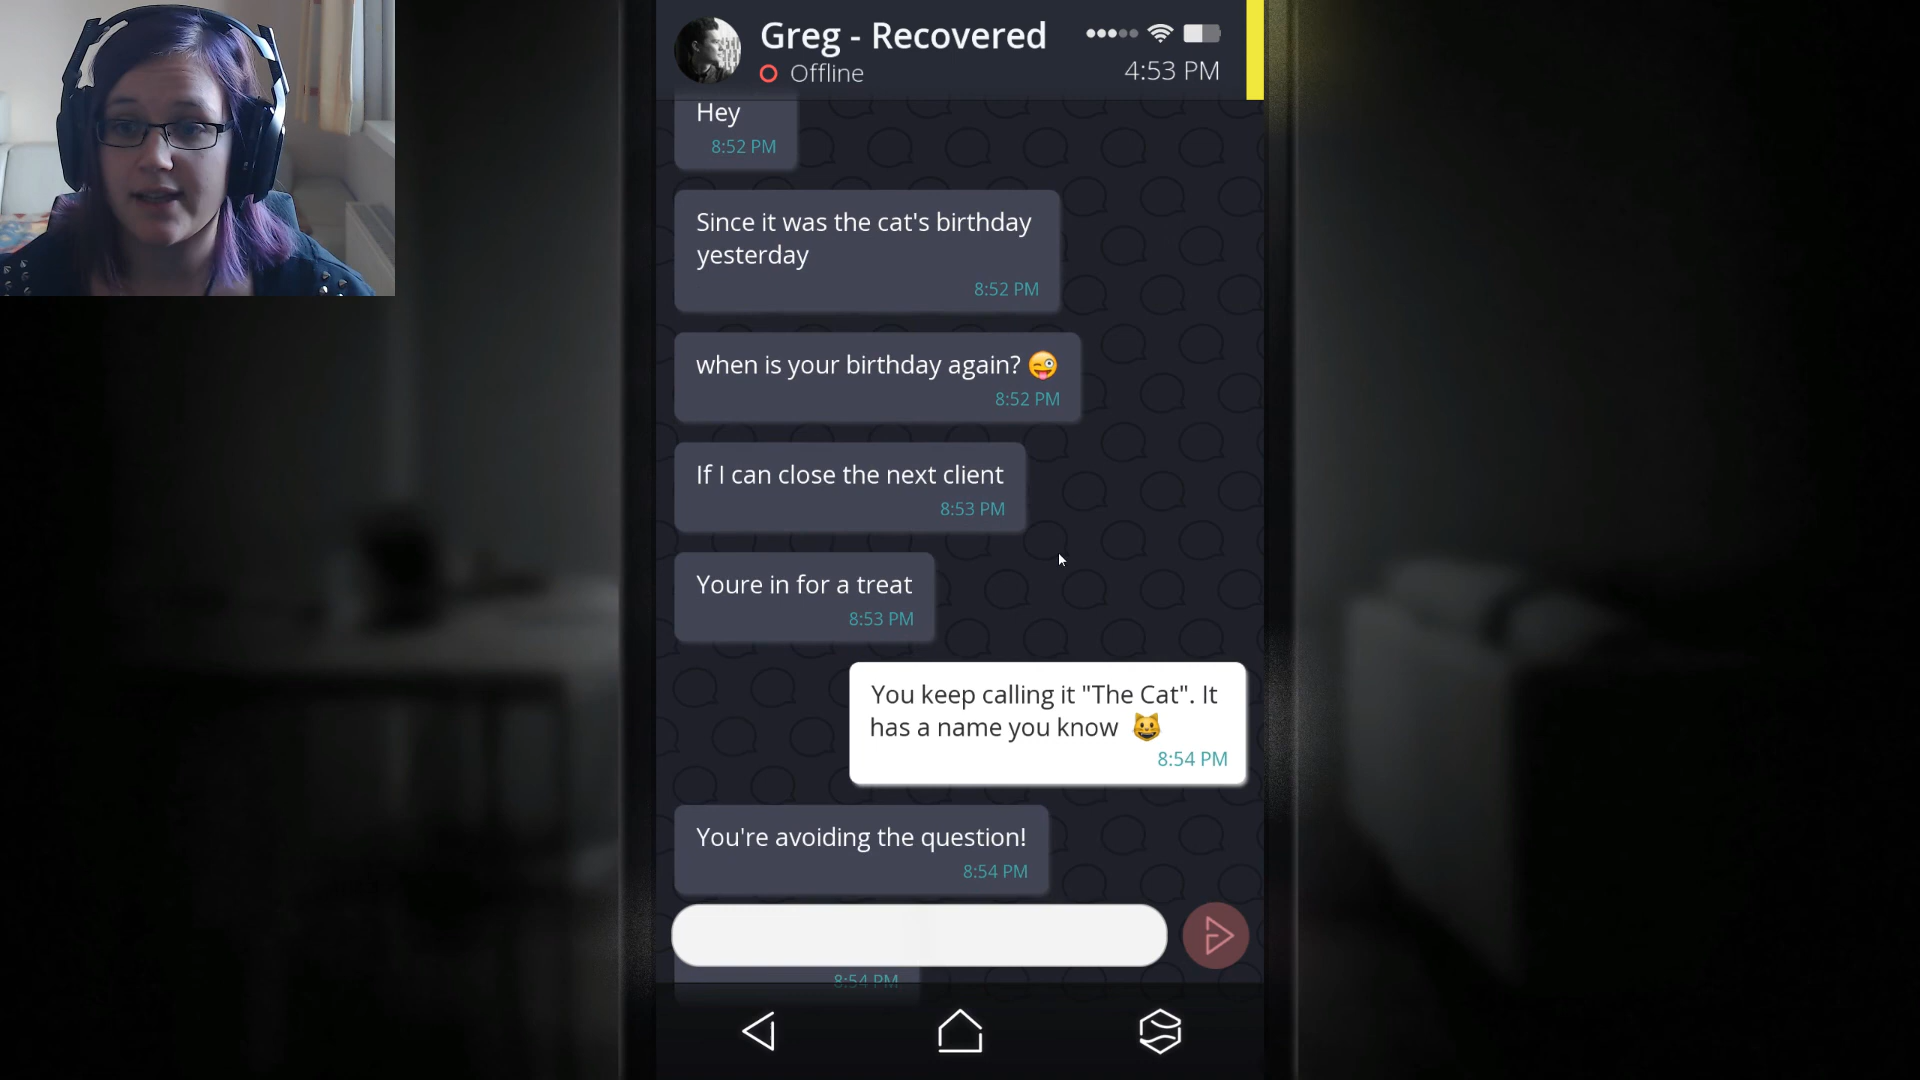 Greg - Recovered
Offline
4:53 PM
Hey
8:52 PM
Since it was the cat's birthday
yesterday
8:52 PM
when is your birthday again? 😜
8:52 PM
If I can close the next client
8:53 PM
Youre in for a treat
8:53 PM
You keep calling it "The Cat". It
has a name you know 😺
8:54 PM
You're avoiding the question!
8:54 PM
8:54 PM